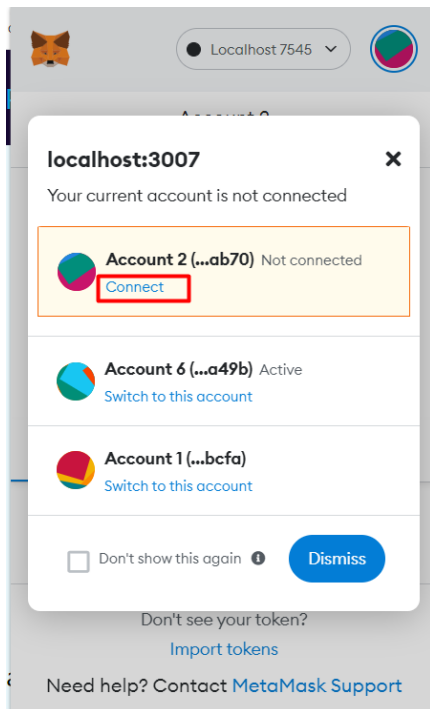 Localhost 7545
localhost:3007
Your current account is not connected
Account 2 (...ab70) Not connected
Connect
Account 6 (...a49b) Active
Switch to this account
Account 1 (...bcfa)
Switch to this account
Don't show this again
Dismiss
Don't see your token?
Import tokens
Need help? Contact MetaMask Support